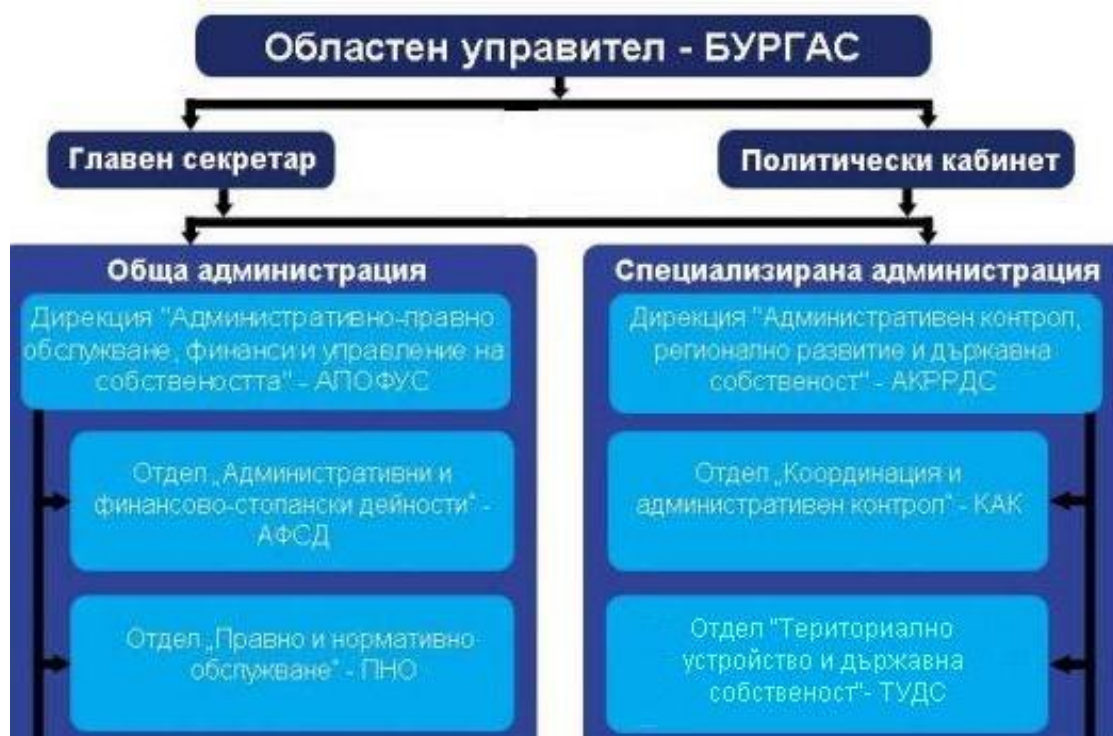 Областен управител - БУРГАС
Главен секретар
Политически кабинет
Обща администрация
Дирекция "Административно-правно
обслужване, финанси и управление на
собствеността" - АПОФУС
Отдел „Административни и
финансово-стопански дейности" -
АФСД
Отдел „Правно и нормативно
обслужване" - ПНО
Специализирана администрация
Дирекция "Административен контрол,
регионално развитие и държавна
собственост" - АКРРДС
Отдел „Координация и
административен контрол" - КАК
Отдел "Териториално
устройство и държавна
собственост"- ТУДС